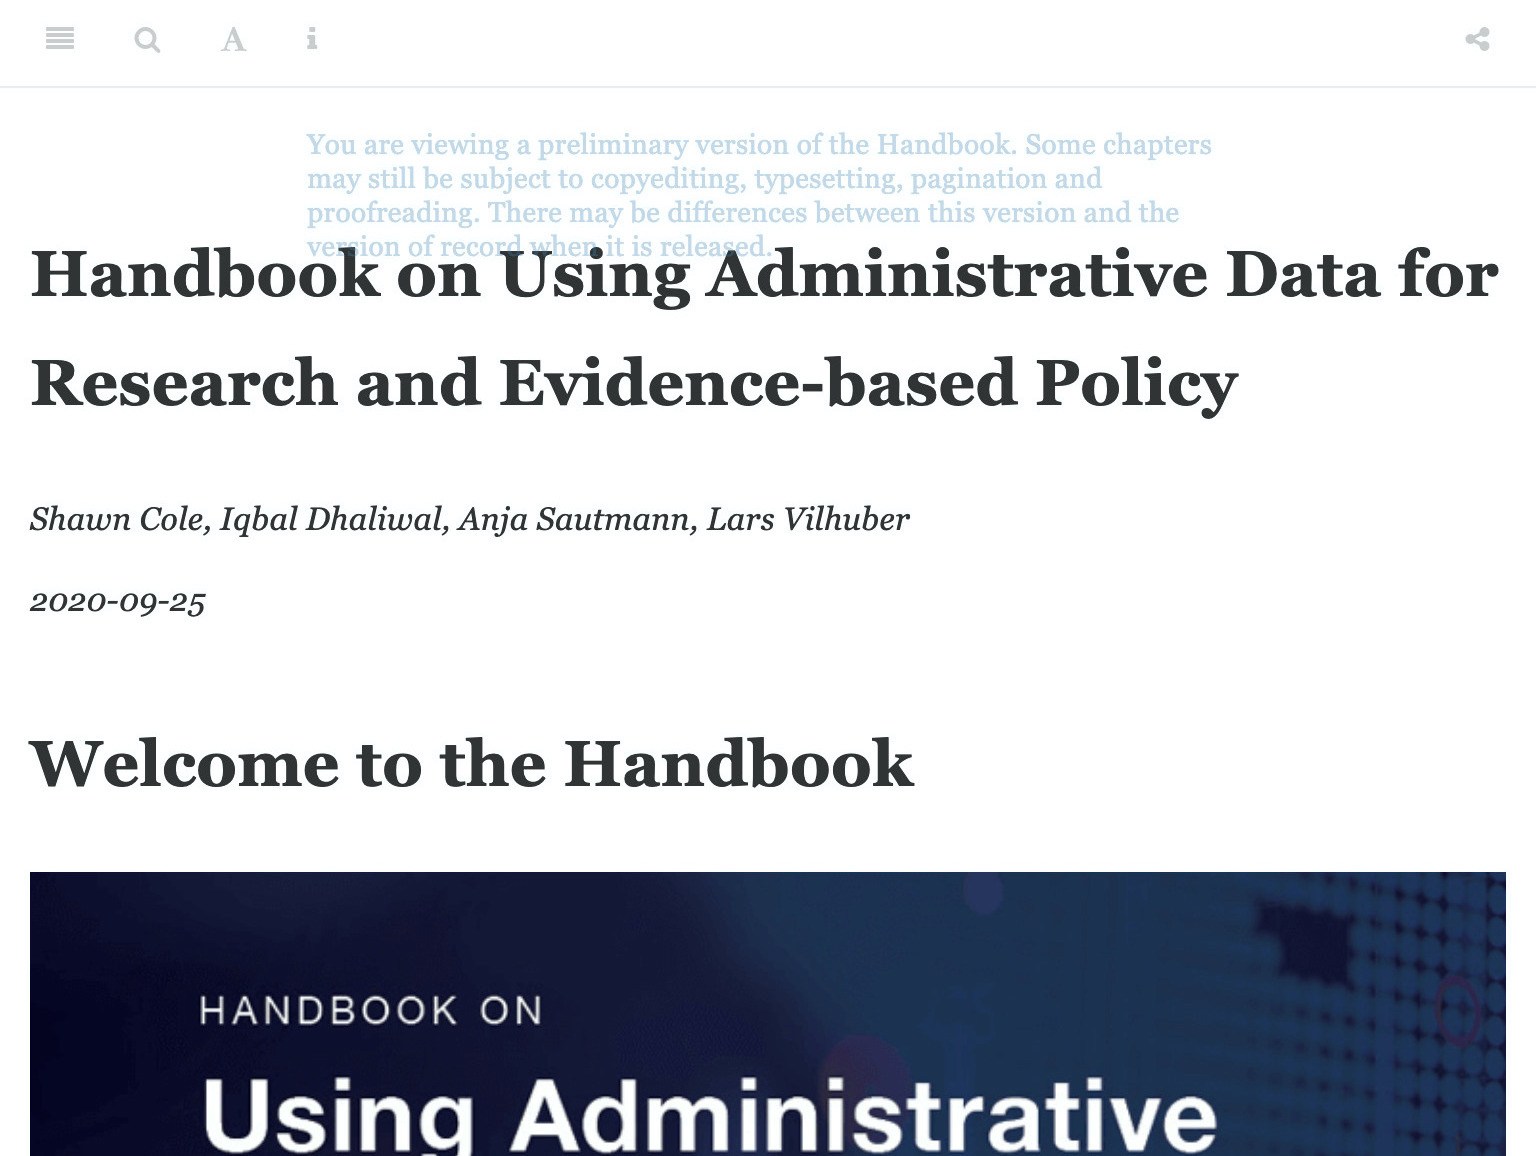 You are viewing a preliminary version of the Handbook. Some chapters
may still be subject to copyediting, typesetting, pagination and
proofreading. There may be differences between this version and the
version of record when it is released.
Handbook on Using Administrative Data for
Research and Evidence-based Policy
Shawn Cole, Iqbal Dhaliwal, Anja Sautmann, Lars Vilhuber
2020-09-25
Welcome to the Handbook
HANDBOOK ON
Using Administrative